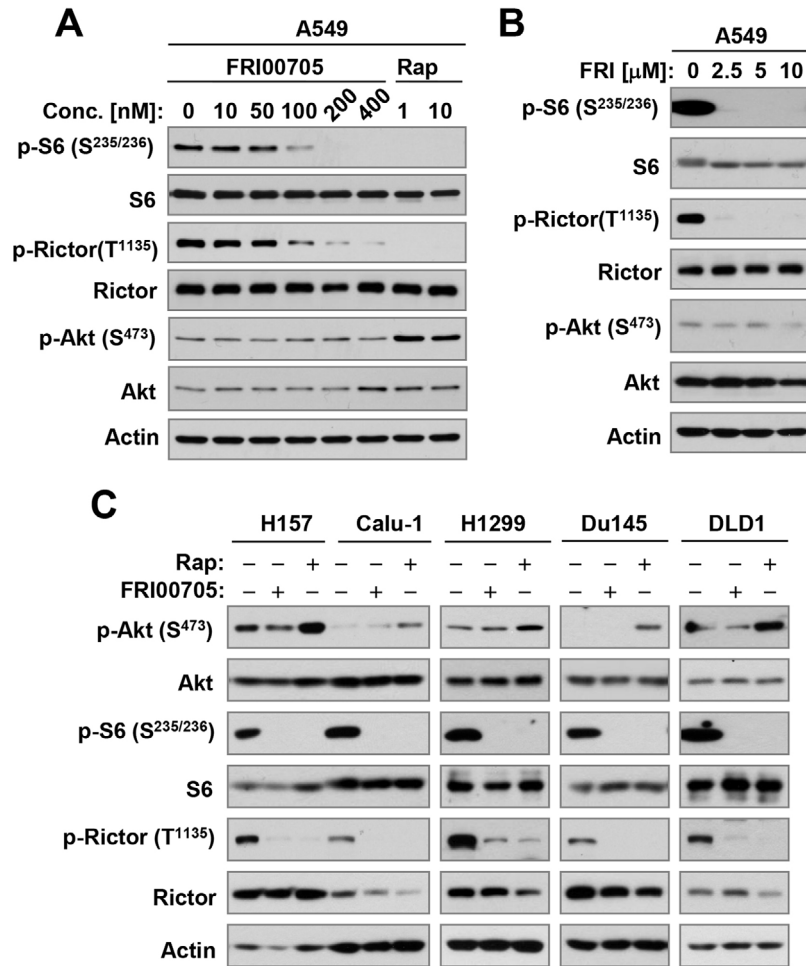 A
A549
FRI00705 Rap
Conc. [nM]: 0 10 50 100 200 400 1 10
p-S6 (S235/236)
S6
p-Rictor(T1135)
Rictor
p-Akt (S473)
Akt
Actin
B
A549
FRI [µM] 0 2.5 5 10
p-S6 (S235/236)
S6
p-Rictor(T1135)
Rictor
p-Akt (S473)
Akt
Actin
C
H157 Calu-1 H1299 Du145 DLD1
Rap: – – + – – + – – + – – + – – +
FRI00705: – + – – + – – + – – + – – + –
p-Akt (S473)
Akt
p-S6 (S235/236)
S6
p-Rictor (T1135)
Rictor
Actin